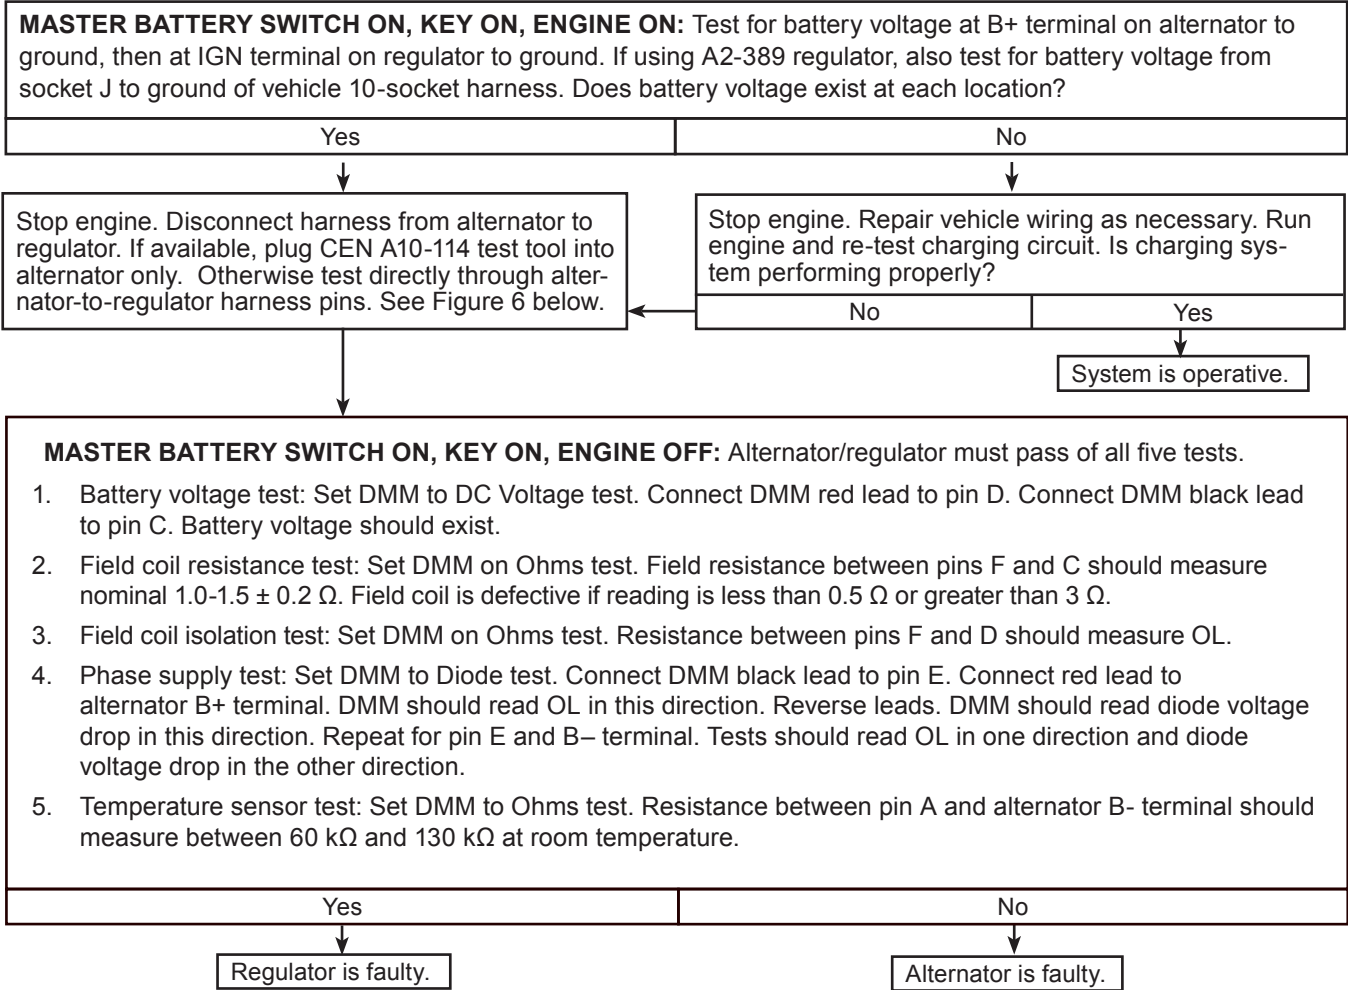 MASTER BATTERY SWITCH ON, KEY ON, ENGINE ON: Test for battery voltage at B+ terminal on alternator to
ground, then at IGN terminal on regulator to ground. If using A2-389 regulator, also test for battery voltage from
socket J to ground of vehicle 10-socket harness. Does battery voltage exist at each location?
Yes
No
Stop engine. Disconnect harness from alternator to
regulator. If available, plug CEN A10-114 test tool into
alternator only. Otherwise test directly through alter-
nator-to-regulator harness pins. See Figure 6 below.
Stop engine. Repair vehicle wiring as necessary. Run
engine and re-test charging circuit. Is charging sys-
tem performing properly?
No
Yes
System is operative.
MASTER BATTERY SWITCH ON, KEY ON, ENGINE OFF: Alternator/regulator must pass of all five tests.
1. Battery voltage test: Set DMM to DC Voltage test. Connect DMM red lead to pin D. Connect DMM black lead
to pin C. Battery voltage should exist.
2. Field coil resistance test: Set DMM on Ohms test. Field resistance between pins F and C should measure
nominal 1.0-1.5 ± 0.2 Ω. Field coil is defective if reading is less than 0.5 Ω or greater than 3 Ω.
3. Field coil isolation test: Set DMM on Ohms test. Resistance between pins F and D should measure OL.
4. Phase supply test: Set DMM to Diode test. Connect DMM black lead to pin E. Connect red lead to
alternator B+ terminal. DMM should read OL in this direction. Reverse leads. DMM should read diode voltage
drop in this direction. Repeat for pin E and B– terminal. Tests should read OL in one direction and diode
voltage drop in the other direction.
5. Temperature sensor test: Set DMM to Ohms test. Resistance between pin A and alternator B- terminal should
measure between 60 kΩ and 130 kΩ at room temperature.
Yes
No
Regulator is faulty.
Alternator is faulty.